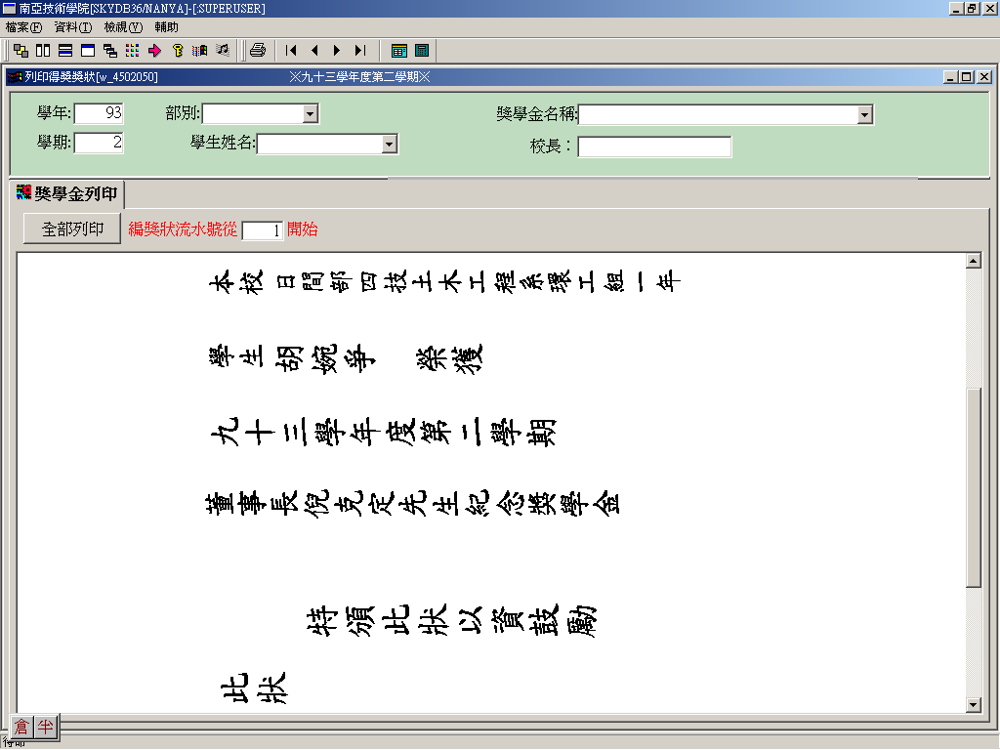 南亞技術學院[SKYDB36/NANYA]-[:SUPERUSER]
檔案(F) 資料(I) 檢視(V) 輔助
列印得獎獎狀[w_4502050] ※九十三學年度第二學期※
學年: 93 部別: 獎學金名稱:
學期: 2 學生姓名: 校長：
獎學金列印
全部列印 編獎狀流水號從 1 開始
本校 日間部四技土木工程系環工組一年
學生胡婉爭 榮獲
九十三學年度第二學期
董事長倪克定先生紀念獎學金
特頒此狀以資鼓勵
此狀
倉 半
待命